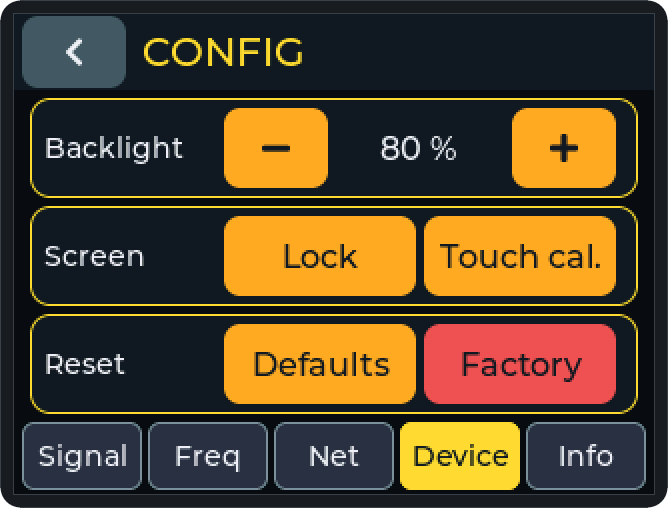 CONFIG
Backlight − 80 % +
Screen Lock Touch cal.
Reset Defaults Factory
Signal Freq Net Device Info